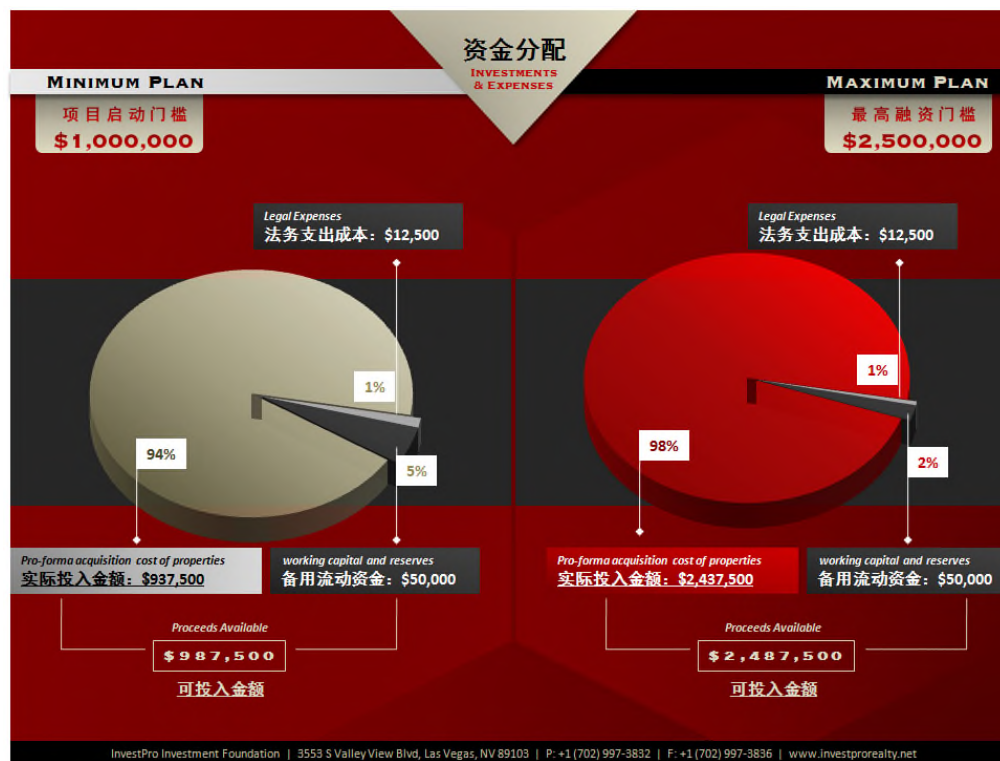 资金分配
INVESTMENTS
& EXPENSES
MINIMUM PLAN
项目启动门槛
$1,000,000
MAXIMUM PLAN
最高融资门槛
$2,500,000
Legal Expenses
法务支出成本：$12,500
1%
94%
5%
Pro-forma acquisition cost of properties
实际投入金额：$937,500
working capital and reserves
备用流动资金：$50,000
Proceeds Available
$987,500
可投入金额
Legal Expenses
法务支出成本：$12,500
1%
98%
2%
Pro-forma acquisition cost of properties
实际投入金额：$2,437,500
working capital and reserves
备用流动资金：$50,000
Proceeds Available
$2,487,500
可投入金额
InvestPro Investment Foundation | 3553 S Valley View Blvd, Las Vegas, NV 89103 | P: +1 (702) 997-3832 | F: +1 (702) 997-3836 | www.investprorealty.net